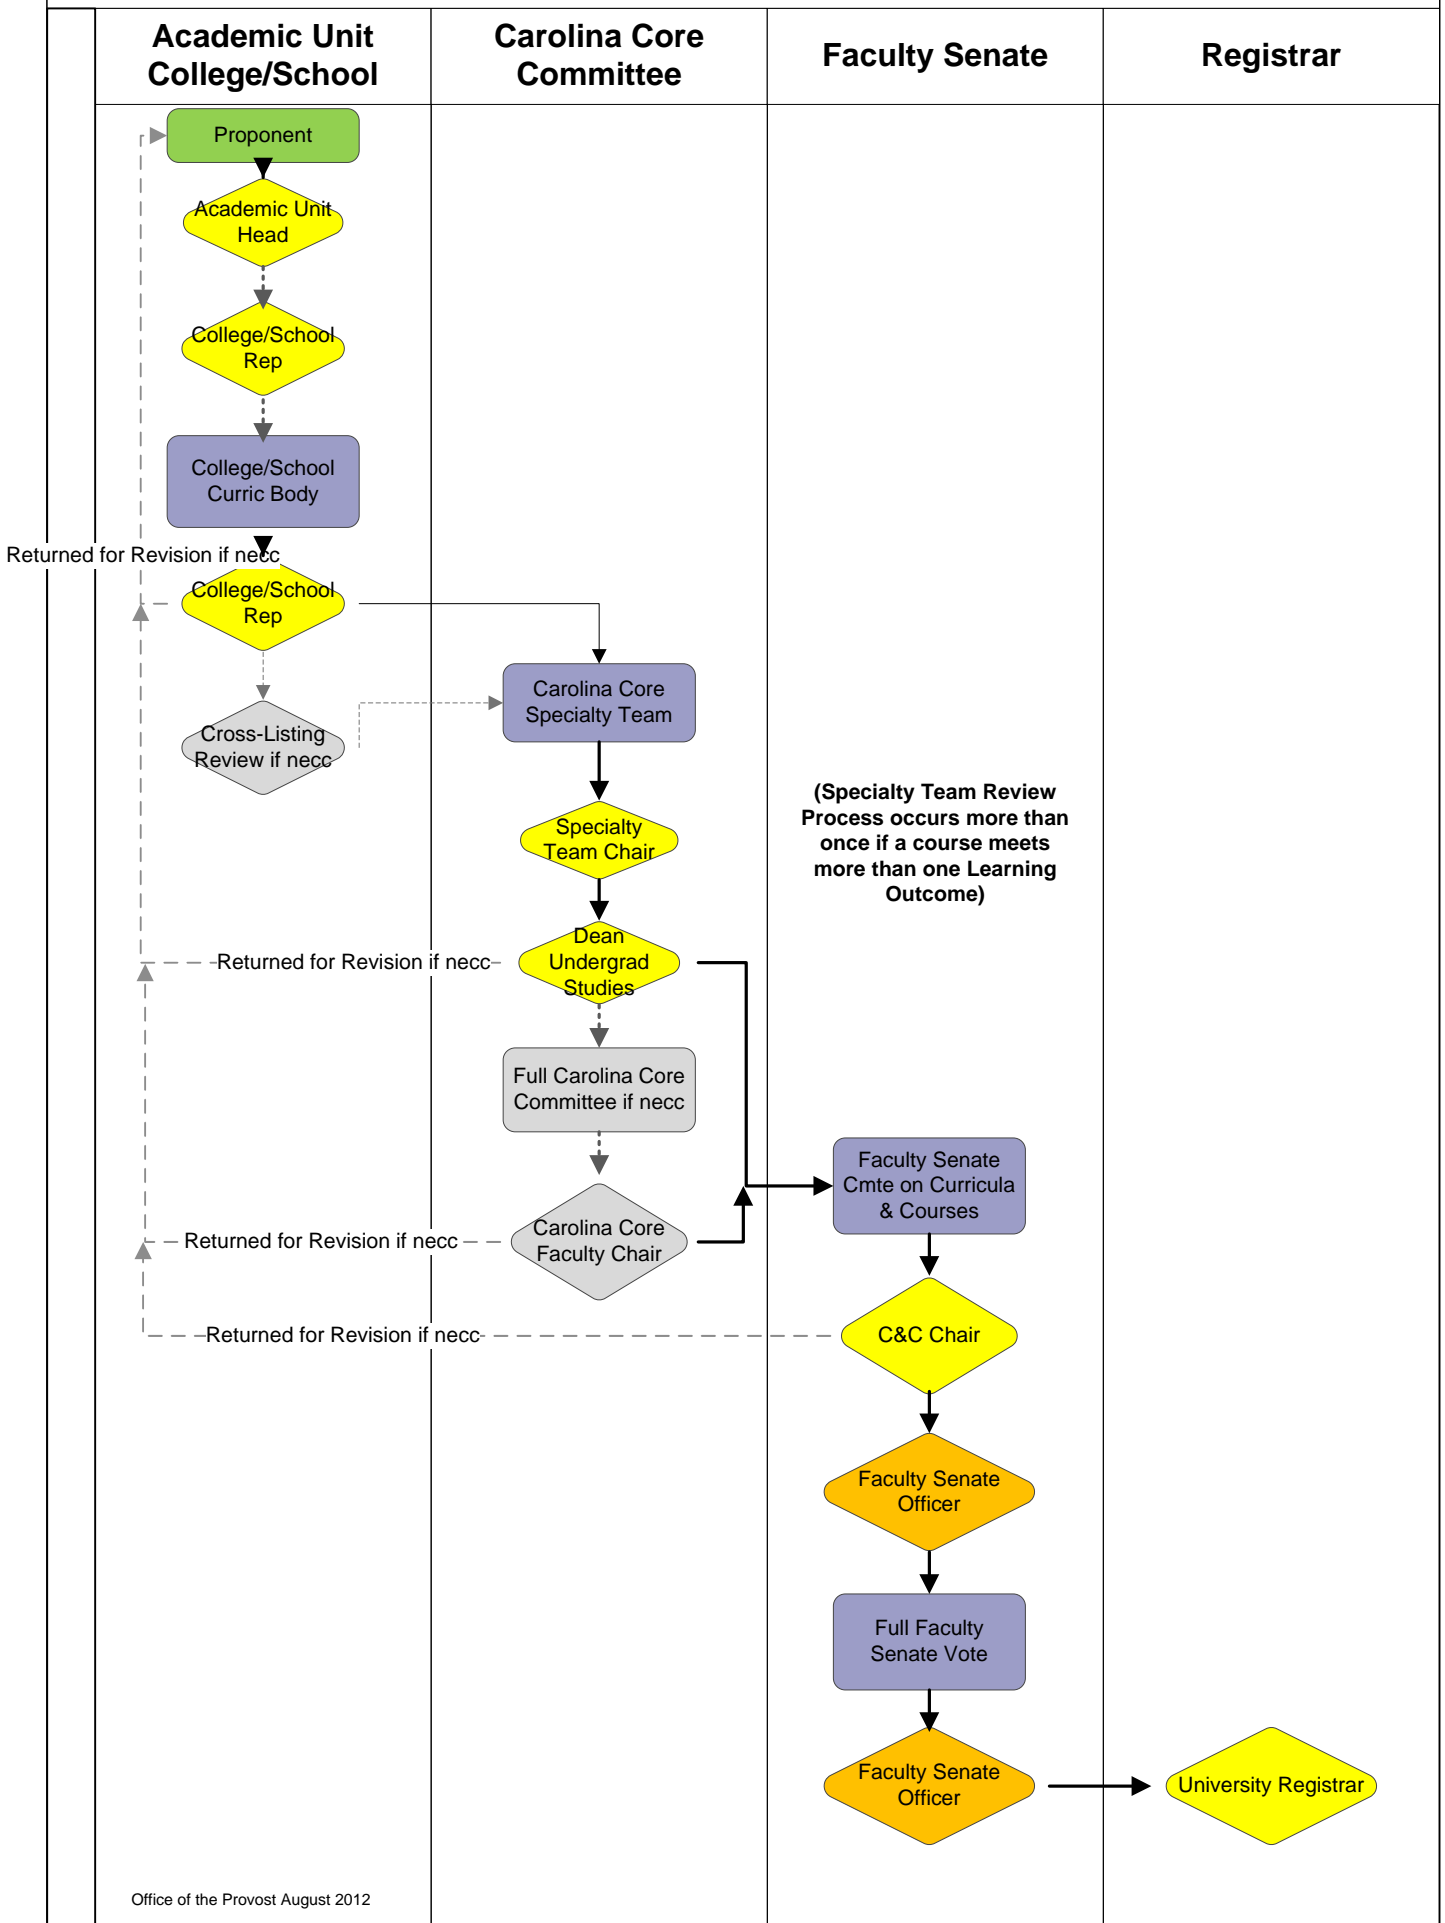 Academic Unit
College/School
Carolina Core
Committee
Faculty Senate
Registrar
Proponent
Academic Unit
Head
College/School
Rep
College/School
Curric Body
Returned for Revision if necc
College/School
Rep
Cross-Listing
Review if necc
Carolina Core
Specialty Team
Specialty
Team Chair
(Specialty Team Review
Process occurs more than
once if a course meets
more than one Learning
Outcome)
Dean
Undergrad
Studies
Returned for Revision if necc
Full Carolina Core
Committee if necc
Faculty Senate
Cmte on Curricula
& Courses
Carolina Core
Faculty Chair
Returned for Revision if necc
C&C Chair
Returned for Revision if necc
Faculty Senate
Officer
Full Faculty
Senate Vote
Faculty Senate
Officer
University Registrar
Office of the Provost August 2012